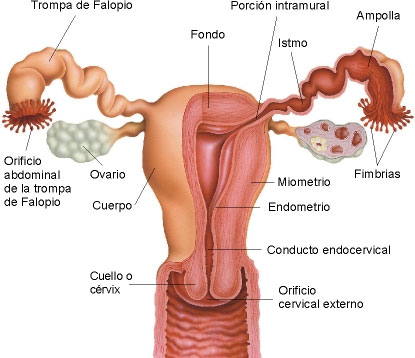 Trompa de Falopio
Porción intramural
Ampolla
Fondo
Istmo
Orificio
abdominal
de la trompa
de Falopio
Ovario
Fimbrias
Miometrio
Cuerpo
Endometrio
Conducto endocervical
Cuello o
cérvix
Orificio
cervical externo